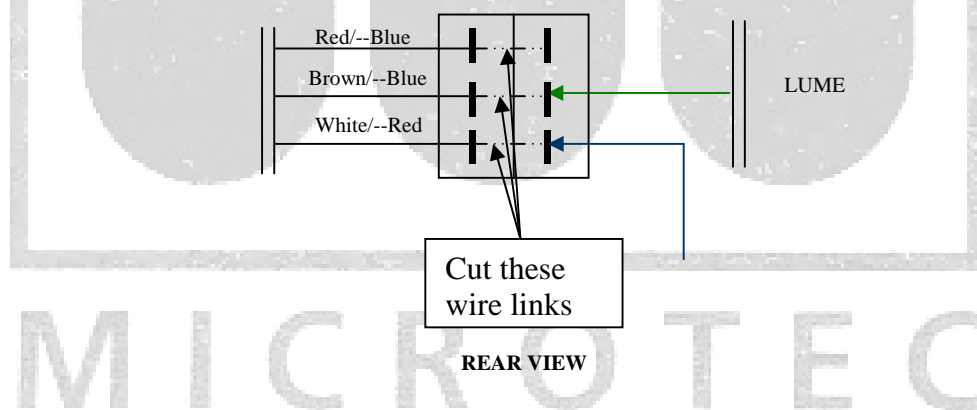 Red/--Blue
Brown/--Blue
LUME
White/--Red
Cut these
wire links
REAR VIEW
MICROTEC